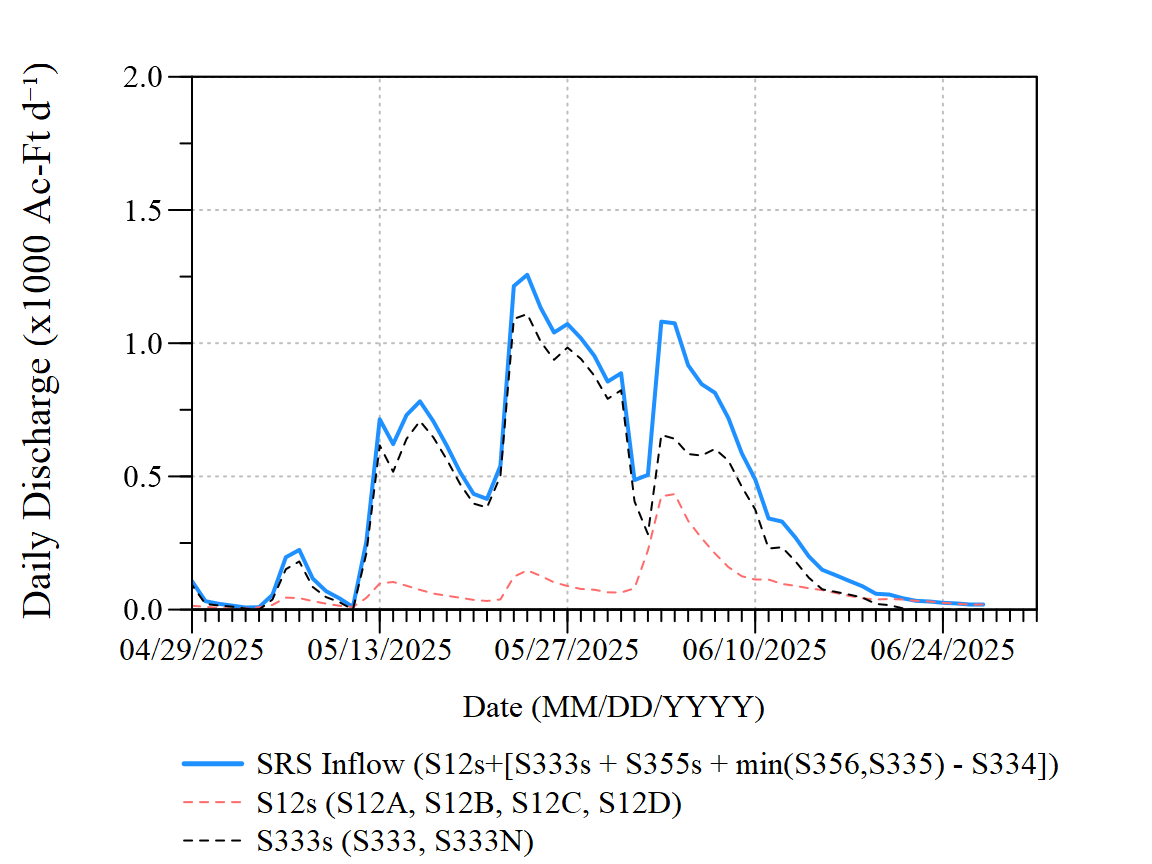 Daily Discharge (x1000 Ac-Ft d⁻¹)
2.0
1.5
1.0
0.5
0.0
04/29/2025 05/13/2025 05/27/2025 06/10/2025 06/24/2025
Date (MM/DD/YYYY)
SRS Inflow (S12s+[S333s + S355s + min(S356,S335) - S334])
S12s (S12A, S12B, S12C, S12D)
S333s (S333, S333N)